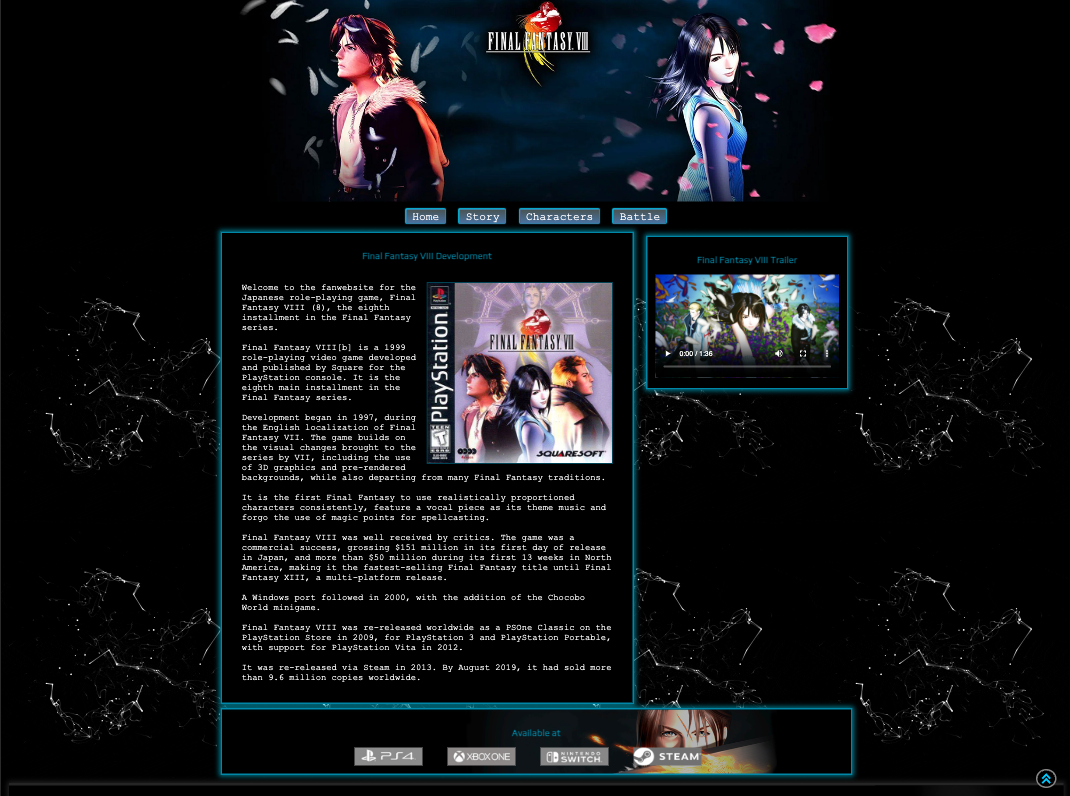 FINAL FANTASY VIII
Home
Story
Characters
Battle
Final Fantasy VIII Development
Welcome to the fanwebsite for the
Japanese role-playing game, Final
Fantasy VIII (8), the eighth
installment in the Final Fantasy
series.
Final Fantasy VIII[b] is a 1999
role-playing video game developed
and published by Square for the
PlayStation console. It is the
eighth main installment in the
Final Fantasy series.
Development began in 1997, during
the English localization of Final
Fantasy VII. The game builds on
the visual changes brought to the
series by VII, including the use
of 3D graphics and pre-rendered
backgrounds, while also departing from many Final Fantasy traditions.
It is the first Final Fantasy to use realistically proportioned
characters consistently, feature a vocal piece as its theme music and
forgo the use of magic points for spellcasting.
Final Fantasy VIII was well received by critics. The game was a
commercial success, grossing $151 million in its first day of release
in Japan, and more than $50 million during its first 13 weeks in North
America, making it the fastest-selling Final Fantasy title until Final
Fantasy XIII, a multi-platform release.
A Windows port followed in 2000, with the addition of the Chocobo
World minigame.
Final Fantasy VIII was re-released worldwide as a PSOne Classic on the
PlayStation Store in 2009, for PlayStation 3 and PlayStation Portable,
with support for PlayStation Vita in 2012.
It was re-released via Steam in 2013. By August 2019, it had sold more
than 9.6 million copies worldwide.
PlayStation
FINAL FANTASY VIII
TEEN
T
SQUARESOFT
Final Fantasy VIII Trailer
0:00 / 1:36
Available at
PS4
XBOX ONE
NINTENDO
SWITCH
STEAM